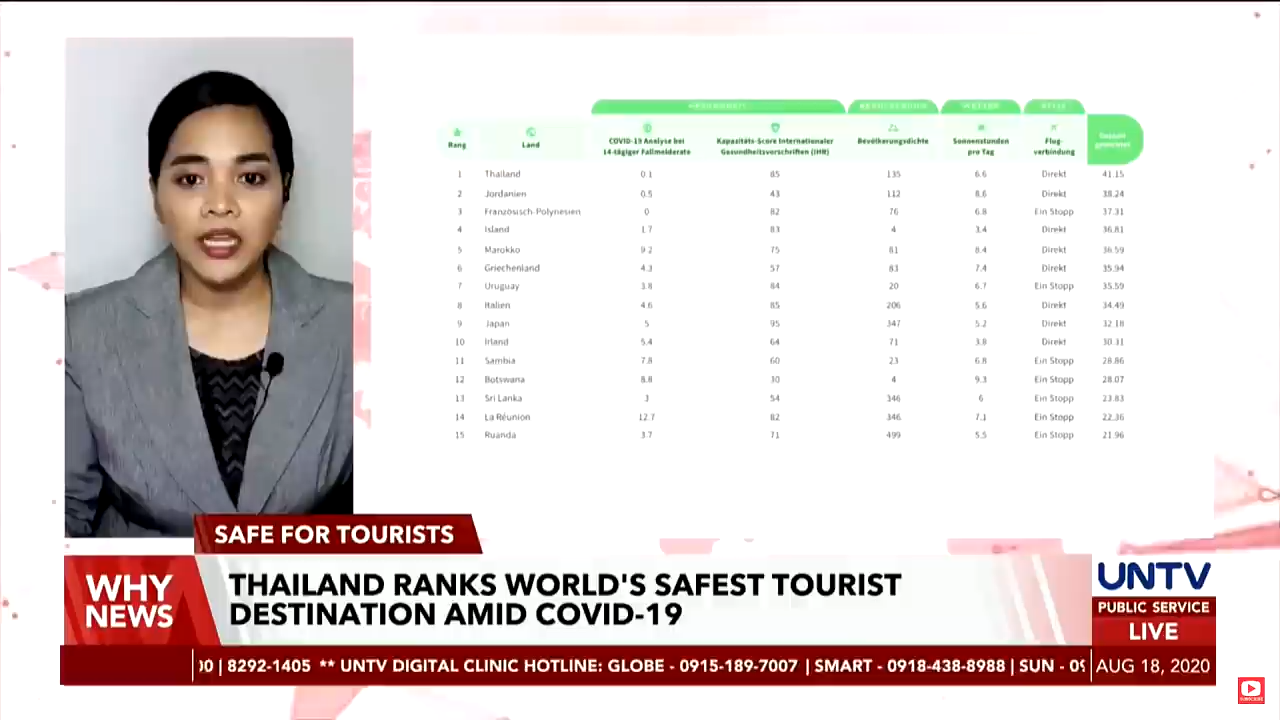 Rang Land COVID-19 Analyse bei 14-tägiger Fallmelderate Kapazitäts-Score Internationaler Gesundheitsvorschriften (IHR) Bevölkerungsdichte Sonnenstunden pro Tag Flug-verbindung
1 Thailand 0.1 85 135 6.6 Direkt 41.15
2 Jordanien 0.5 43 112 8.6 Direkt 38.24
3 Französisch-Polynesien 0 82 76 6.8 Ein Stopp 37.31
4 Island 1.7 83 4 3.4 Direkt 36.81
5 Marokko 9.2 75 81 8.4 Direkt 36.59
6 Griechenland 4.3 57 83 7.4 Direkt 35.94
7 Uruguay 3.8 84 20 6.7 Ein Stopp 35.59
8 Italien 4.6 85 206 5.6 Direkt 34.49
9 Japan 5 95 347 5.2 Direkt 32.18
10 Irland 5.4 64 71 3.8 Direkt 30.31
11 Sambia 7.8 60 23 6.8 Ein Stopp 28.86
12 Botswana 8.8 30 4 9.3 Ein Stopp 28.07
13 Sri Lanka 3 54 346 6 Ein Stopp 23.83
14 La Réunion 12.7 82 346 7.1 Ein Stopp 22.36
15 Ruanda 3.7 71 499 5.5 Ein Stopp 21.96
SAFE FOR TOURISTS
WHY
NEWS
THAILAND RANKS WORLD'S SAFEST TOURIST
DESTINATION AMID COVID-19
UNTV
PUBLIC SERVICE
LIVE
| 8292-1405 ** UNTV DIGITAL CLINIC HOTLINE: GLOBE - 0915-189-7007 | SMART - 0918-438-8988 | SUN -
AUG 18, 2020
SUBSCRIBE